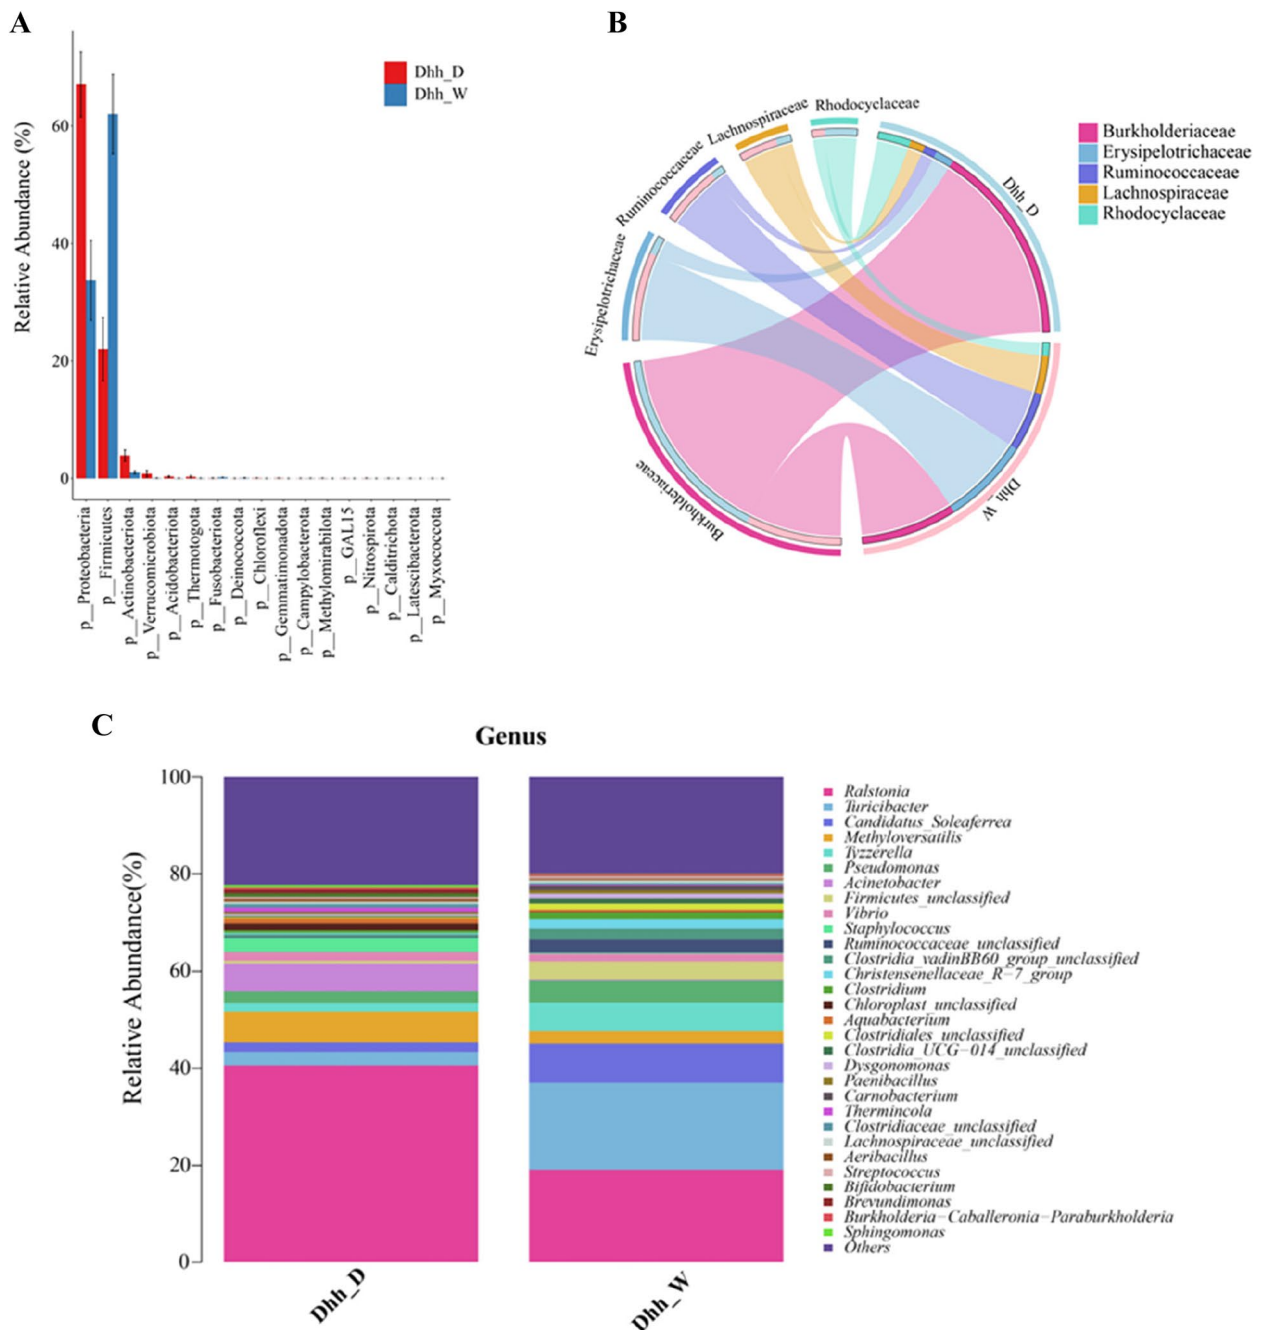 A
Relative Abundance (%)
60
40
20
0
Dhh_D
Dhh_W
p__Proteobacteria
p__Firmicutes
p__Actinobacteriota
p__Verrucomicrobiota
p__Acidobacteriota
p__Thermotogota
p__Fusobacteriota
p__Deinococcota
p__Chloroflexi
p__Gemmatimonadota
p__Campylobacterota
p__Methylomirabilota
p__GAL15
p__Nitrospirota
p__Calditrichota
p__Latescibacterota
p__Myxococcota
B
Rhodocyclaceae
Lachnospiraceae
Ruminococcaceae
Erysipelotrichaceae
Burkholderiaceae
Dhh_D
Dhh_W
Burkholderiaceae
Erysipelotrichaceae
Ruminococcaceae
Lachnospiraceae
Rhodocyclaceae
C
Genus
Relative Abundance(%)
100
80
60
40
20
0
Dhh_D
Dhh_W
Ralstonia
Turicibacter
Candidatus_Soleaferrea
Methyloversatilis
Tyzzerella
Pseudomonas
Acinetobacter
Firmicutes_unclassified
Vibrio
Staphylococcus
Ruminococcaceae_unclassified
Clostridia_vadinBB60_group_unclassified
Christensenellaceae_R-7_group
Clostridium
Chloroplast_unclassified
Aquabacterium
Clostridiales_unclassified
Clostridia_UCG-014_unclassified
Dysgonomonas
Paenibacillus
Carnobacterium
Thermincola
Clostridiaceae_unclassified
Lachnospiraceae_unclassified
Aeribacillus
Streptococcus
Bifidobacterium
Brevundimonas
Burkholderia-Caballeronia-Paraburkholderia
Sphingomonas
Others